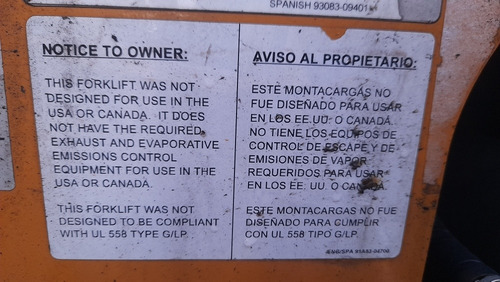 SPANISH 93083-09401
NOTICE TO OWNER:
THIS FORKLIFT WAS NOT
DESIGNED FOR USE IN THE
USA OR CANADA. IT DOES
NOT HAVE THE REQUIRED
EXHAUST AND EVAPORATIVE
EMISSIONS CONTROL
EQUIPMENT FOR USE IN THE
USA OR CANADA.
THIS FORKLIFT WAS NOT
DESIGNED TO BE COMPLIANT
WITH UL 558 TYPE G/LP.
AVISO AL PROPIETARIO:
ESTE MONTACARGAS NO
FUE DISEÑADO PARA USAR
EN LOS EE.UU. O CANADA.
NO TIENE LOS EQUIPOS DE
CONTROL DE ESCAPE Y DE
EMISIONES DE VAPOR
REQUERIDOS PARA USAR
EN LOS EE. UU. O CANADA.
ESTE MONTACARGAS NO FUE
DISEÑADO PARA CUMPLIR
CON UL 558 TIPO G/LP.